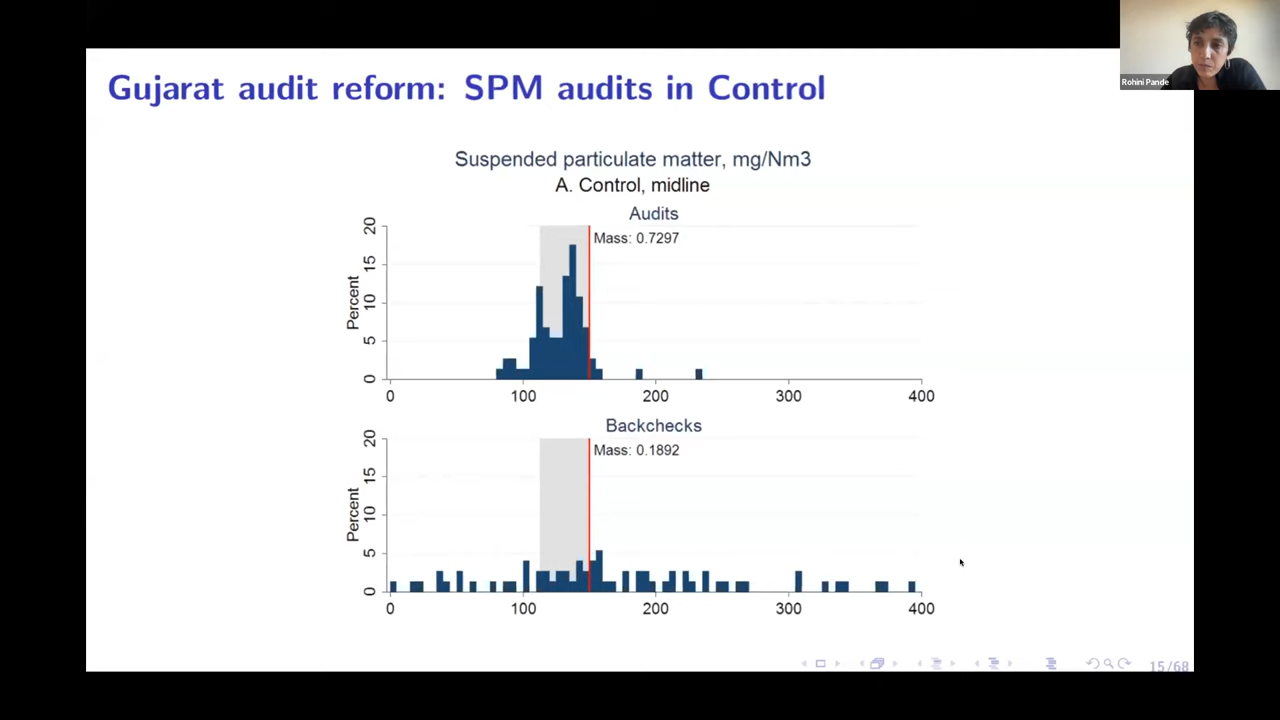 Gujarat audit reform: SPM audits in Control
Rohini Pande
Suspended particulate matter, mg/Nm3
A. Control, midline
Audits
Mass: 0.7297
Percent
20
15
10
5
0
0 100 200 300 400
Backchecks
Mass: 0.1892
Percent
20
15
10
5
0
0 100 200 300 400
15/68